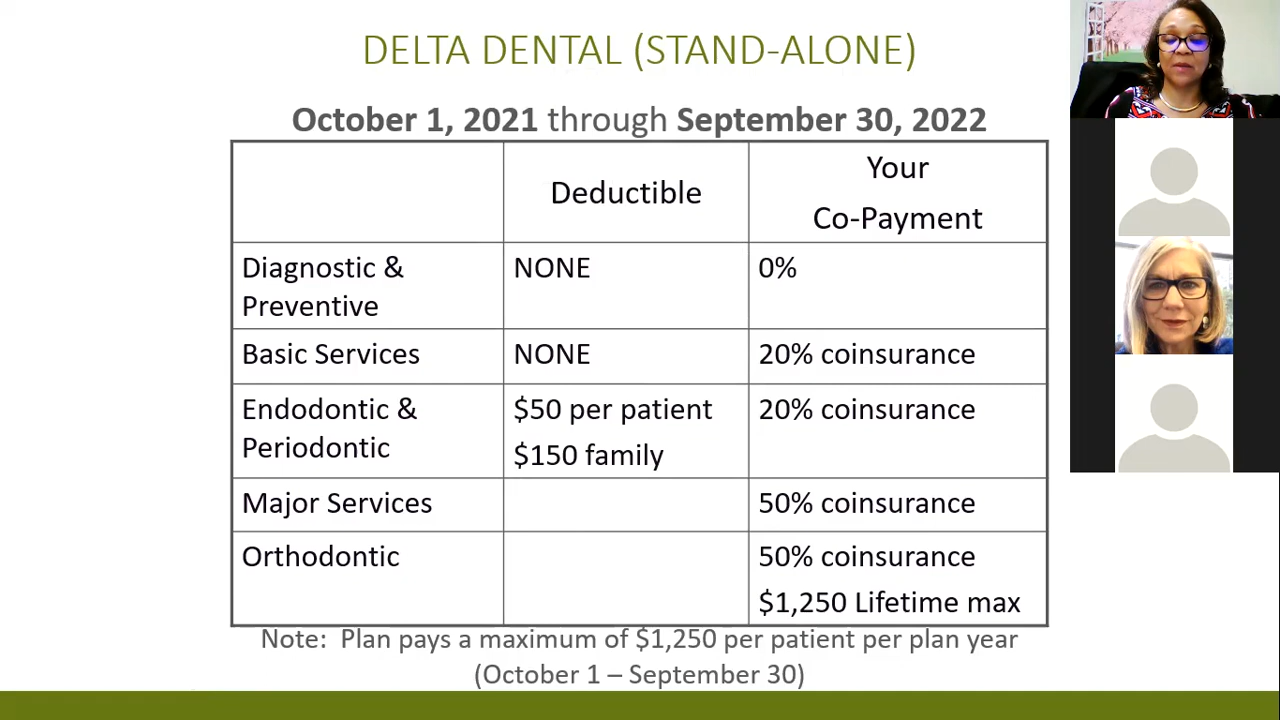 DELTA DENTAL (STAND-ALONE)
October 1, 2021 through September 30, 2022
Deductible
Your
Co-Payment
Diagnostic &
Preventive
NONE
0%
Basic Services
NONE
20% coinsurance
Endodontic &
Periodontic
$50 per patient
$150 family
20% coinsurance
Major Services
50% coinsurance
Orthodontic
50% coinsurance
$1,250 Lifetime max
Note: Plan pays a maximum of $1,250 per patient per plan year
(October 1 – September 30)